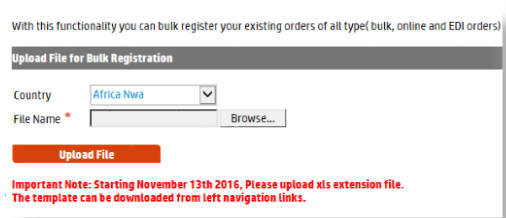 With this functionality you can bulk register your existing orders of all type( bulk, online and EDI orders)
Upload File for Bulk Registration
Country Africa Nwa
File Name * Browse...
Upload File
Important Note: Starting November 13th 2016, Please upload xls extension file.
The template can be downloaded from left navigation links.